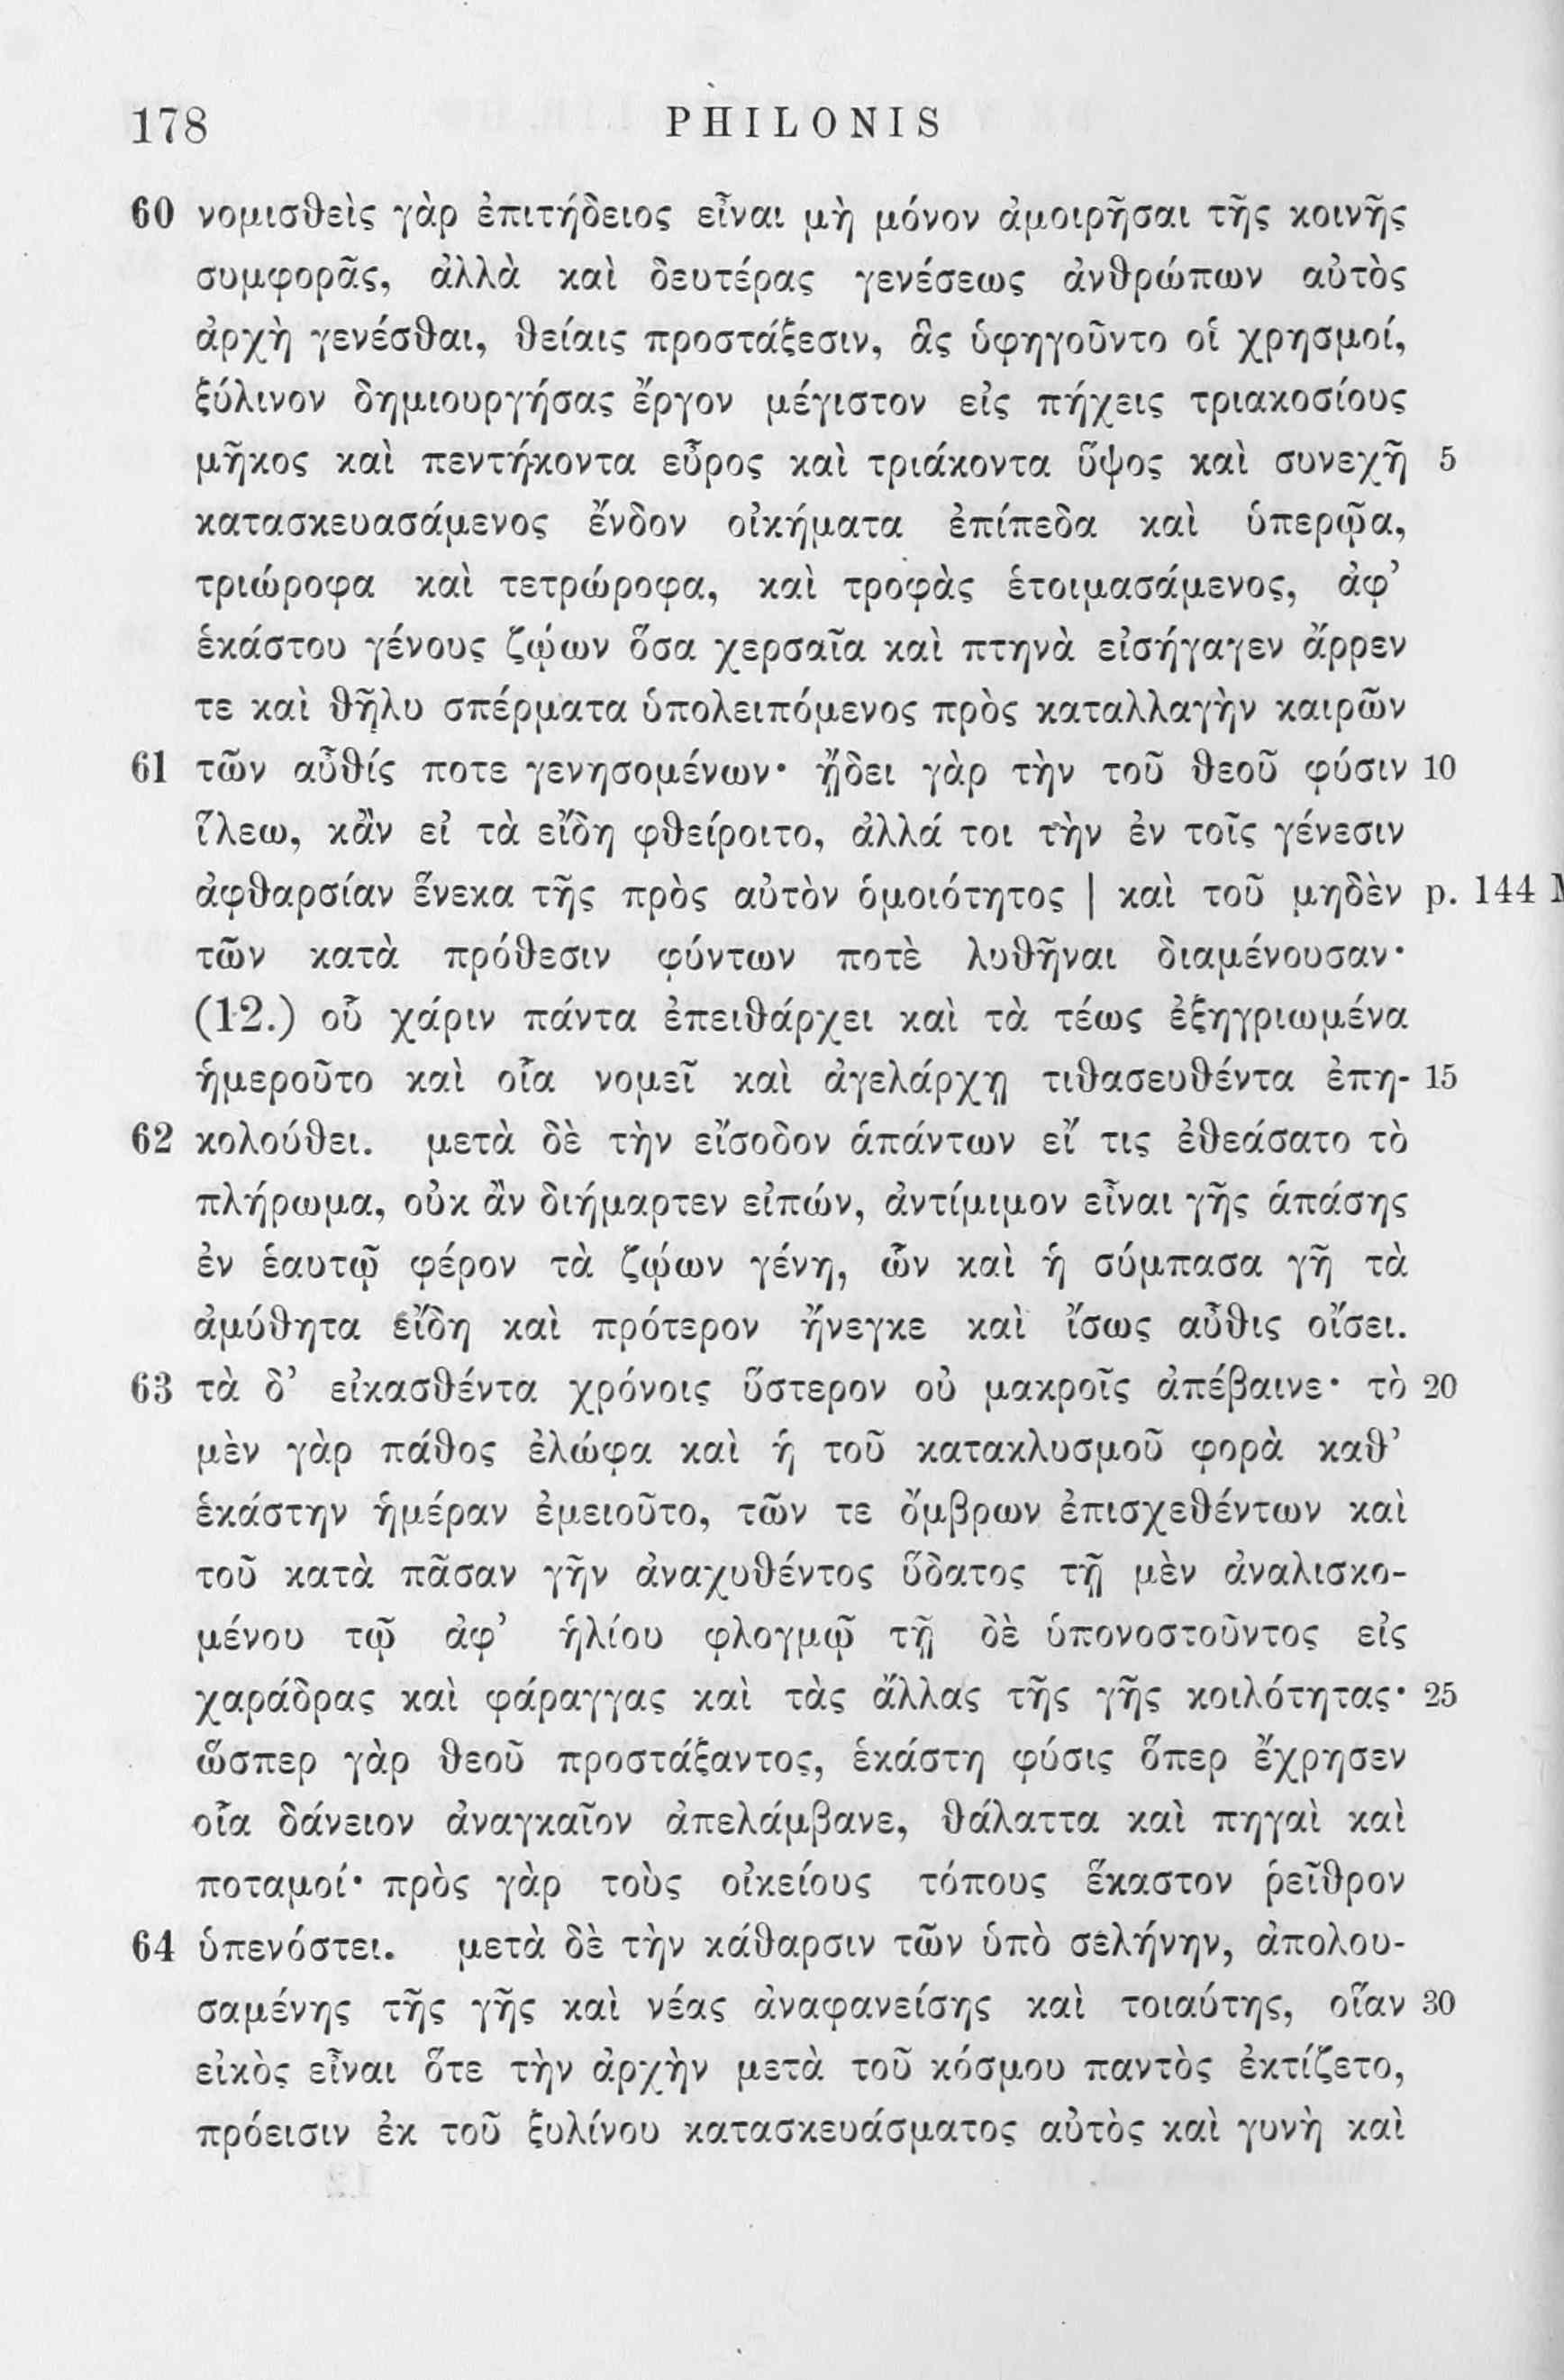 178 PHILONIS
60 νομισθεὶς γὰρ ἐπιτήδειος εἶναι μὴ μόνον ἀμοιρῆσαι τῆς κοινῆς
συμφορᾶς, ἀλλὰ καὶ δευτέρας γενέσεως ἀνθρώπων αὐτὸς
ἀρχὴ γενέσθαι, θείαις προστάξεσιν, ἃς ὑφηγοῦντο οἱ χρησμοί,
ξύλινον δημιουργήσας ἔργον μέγιστον εἰς πήχεις τριακοσίους
μῆκος καὶ πεντήκοντα εὖρος καὶ τριάκοντα ὕψος καὶ συνεχῆ 5
κατασκευασάμενος ἔνδον οἰκήματα ἐπίπεδα καὶ ὑπερῷα,
τριώροφα καὶ τετρώροφα, καὶ τροφὰς ἑτοιμασάμενος, ἀφ’
ἑκάστου γένους ζῴων ὅσα χερσαῖα καὶ πτηνὰ εἰσήγαγεν ἄρρεν
τε καὶ θῆλυ σπέρματα ὑπολειπόμενος πρὸς καταλλαγὴν καιρῶν
61 τῶν αὖθίς ποτε γενησομένων· ᾔδει γὰρ τὴν τοῦ θεοῦ φύσιν 10
ἵλεω, κἂν εἰ τὰ εἴδη φθείροιτο, ἀλλά τοι τὴν ἐν τοῖς γένεσιν
ἀφθαρσίαν ἕνεκα τῆς πρὸς αὐτὸν ὁμοιότητος | καὶ τοῦ μηδὲν p. 144
τῶν κατὰ πρόθεσιν φύντων ποτὲ λυθῆναι διαμένουσαν·
(12.) οὗ χάριν πάντα ἐπειθάρχει καὶ τὰ τέως ἐξηγριωμένα
ἡμεροῦτο καὶ οἷα νομεῖ καὶ ἀγελάρχῃ τιθασευθέντα ἐπη- 15
62 κολούθει. μετὰ δὲ τὴν εἴσοδον ἁπάντων εἴ τις ἐθεάσατο τὸ
πλήρωμα, οὐκ ἂν διήμαρτεν εἰπών, ἀντίμιμον εἶναι γῆς ἁπάσης
ἐν ἑαυτῷ φέρον τὰ ζῴων γένη, ὧν καὶ ἡ σύμπασα γῆ τὰ
ἀμύθητα εἴδη καὶ πρότερον ἤνεγκε καὶ ἴσως αὖθις οἴσει.
63 τὰ δ’ εἰκασθέντα χρόνοις ὕστερον οὐ μακροῖς ἀπέβαινε· τὸ 20
μὲν γὰρ πάθος ἐλώφα καὶ ἡ τοῦ κατακλυσμοῦ φορὰ καθ’
ἑκάστην ἡμέραν ἐμειοῦτο, τῶν τε ὄμβρων ἐπισχεθέντων καὶ
τοῦ κατὰ πᾶσαν γῆν ἀναχυθέντος ὕδατος τῇ μὲν ἀναλισκο-
μένου τῷ ἀφ’ ἡλίου φλογμῷ τῇ δὲ ὑπονοστοῦντος εἰς
χαράδρας καὶ φάραγγας καὶ τὰς ἄλλας τῆς γῆς κοιλότητας· 25
ὥσπερ γὰρ θεοῦ προστάξαντος, ἑκάστη φύσις ὅπερ ἔχρησεν
οἷα δάνειον ἀναγκαῖον ἀπελάμβανε, θάλαττα καὶ πηγαὶ καὶ
ποταμοί· πρὸς γὰρ τοὺς οἰκείους τόπους ἕκαστον ῥεῖθρον
64 ὑπενόστει. μετὰ δὲ τὴν κάθαρσιν τῶν ὑπὸ σελήνην, ἀπολου-
σαμένης τῆς γῆς καὶ νέας ἀναφανείσης καὶ τοιαύτης, οἵαν 30
εἰκὸς εἶναι ὅτε τὴν ἀρχὴν μετὰ τοῦ κόσμου παντὸς ἐκτίζετο,
πρόεισιν ἐκ τοῦ ξυλίνου κατασκευάσματος αὐτὸς καὶ γυνὴ καὶ